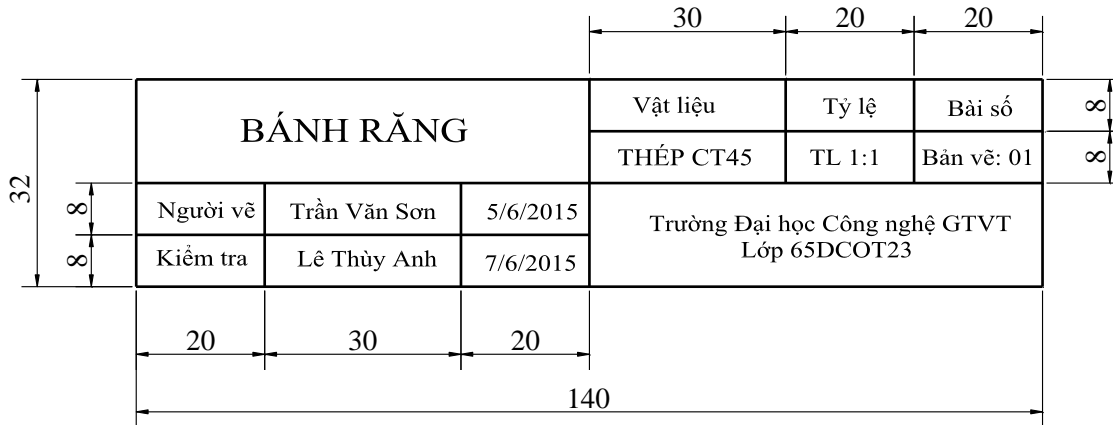 30 20 20
BÁNH RĂNG
Vật liệu Tỷ lệ Bài số
8
THÉP CT45 TL 1:1 Bản vẽ: 01
8
32
8
Người vẽ Trần Văn Sơn 5/6/2015
8
Kiểm tra Lê Thùy Anh 7/6/2015
Trường Đại học Công nghệ GTVT
Lớp 65DCOT23
20 30 20
140